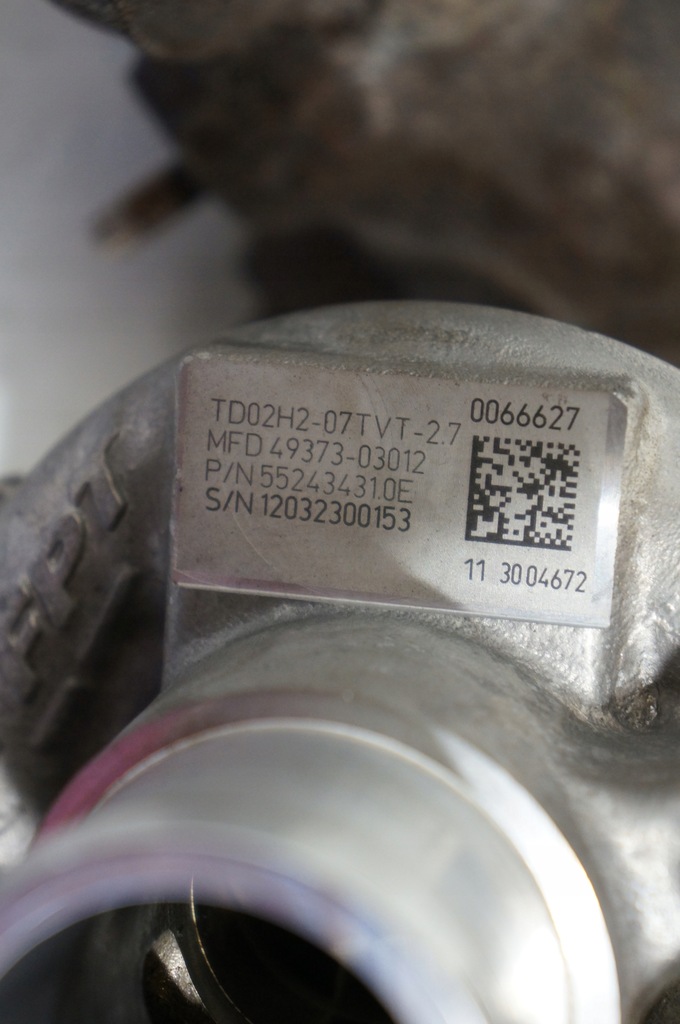 TD02H2-07TVT-2.7
MFD 49373-03012
P/N 55243431.0E
S/N 12032300153
0066627
11 3004672